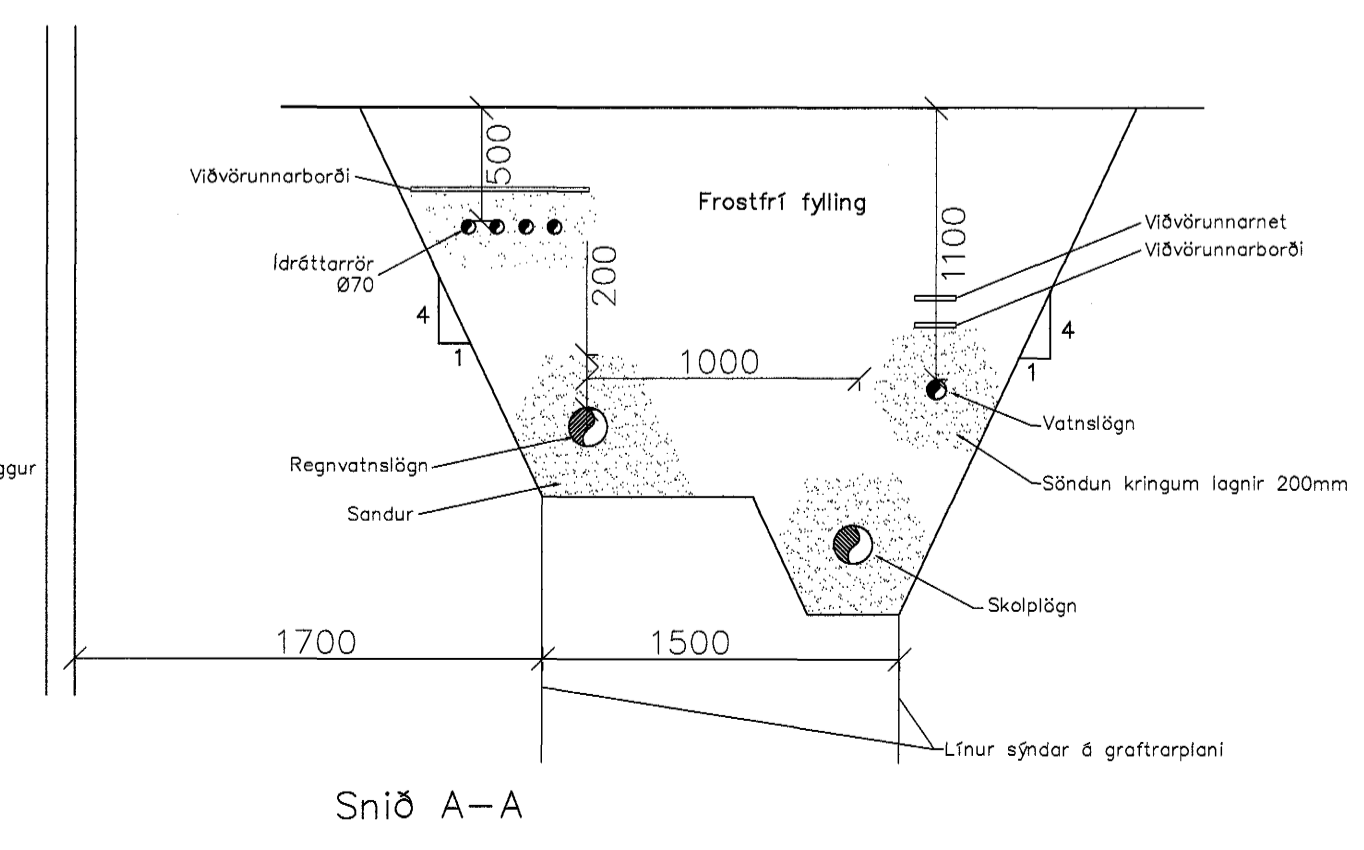 500
Viðvörunnarborði
Frostfrí fylling
1100
Viðvörunnarnet
Viðvörunnarborði
Ídráttarrör
Ø70
200
4
1
4
1
1000
Vatnslögn
Regnvatnslögn
ggur
Söndun kringum lagnir 200mm
Sandur
Skolplögn
1700
1500
Línur sýndar á graftrarplani
Snið A-A